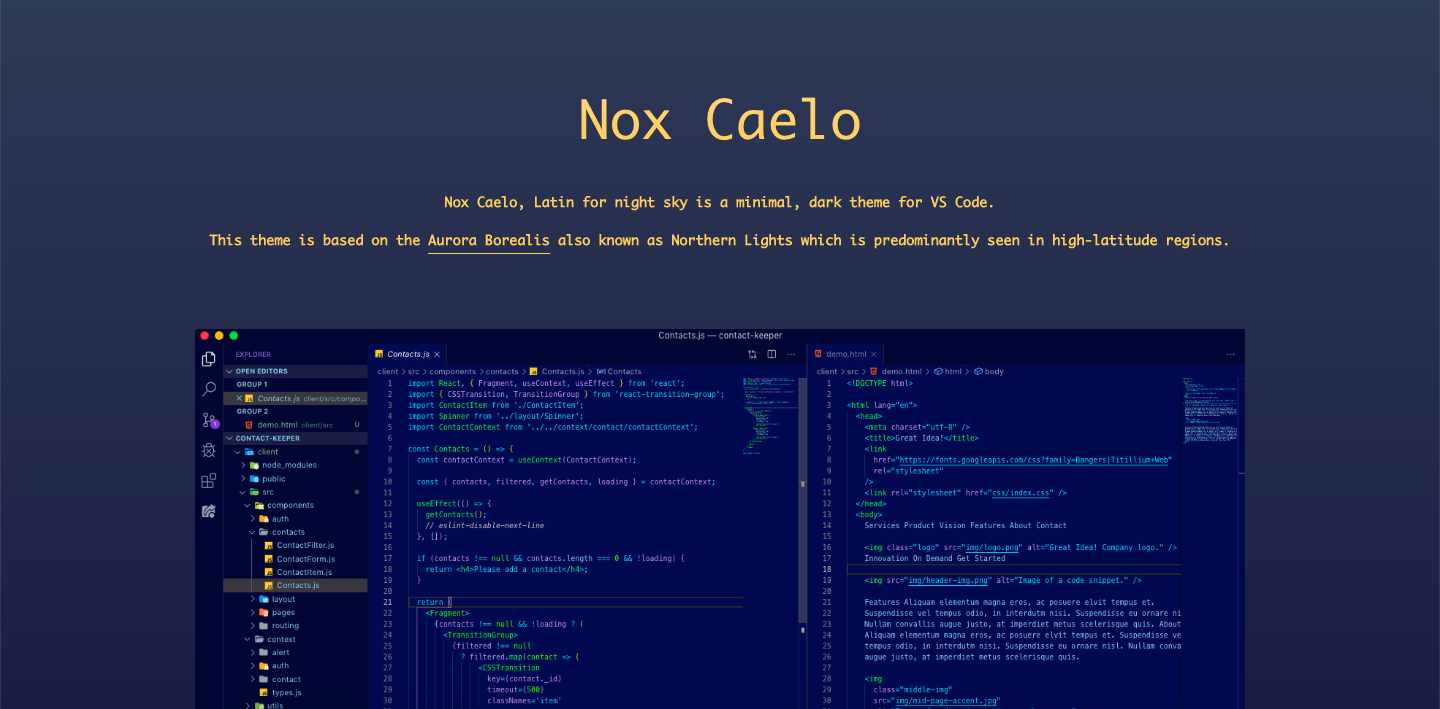 Nox Caelo
Nox Caelo, Latin for night sky is a minimal, dark theme for VS Code.
This theme is based on the Aurora Borealis also known as Northern Lights which is predominantly seen in high-latitude regions.
Contacts.js — contact-keeper
EXPLORER
OPEN EDITORS
GROUP 1
Contacts.js client/src/compo...
GROUP 2
demo.html client/src U
CONTACT-KEEPER
client
node_modules
public
src
components
auth
contacts
ContactFilter.js
ContactForm.js
ContactItem.js
Contacts.js
layout
pages
routing
context
alert
auth
contact
types.js
utils
1
Contacts.js
client > src > components > contacts > Contacts.js > Contacts
1 import React, { Fragment, useContext, useEffect } from 'react';
2 import { CSSTransition, TransitionGroup } from 'react-transition-group';
3 import ContactItem from './ContactItem';
4 import Spinner from '../layout/Spinner';
5 import ContactContext from '../../context/contact/contactContext';
6
7 const Contacts = () => {
8 const contactContext = useContext(ContactContext);
9
10 const { contacts, filtered, getContacts, loading } = contactContext;
11
12 useEffect(() => {
13 getContacts();
14 // eslint-disable-next-line
15 }, []);
16
17 if (contacts !== null && contacts.length === 0 && !loading) {
18 return <h4>Please add a contact</h4>;
19 }
20
21 return (
22 <Fragment>
23 {contacts !== null && !loading ? (
24 <TransitionGroup>
25 {filtered !== null
26 ? filtered.map(contact => (
27 <CSSTransition
28 key={contact._id}
29 timeout={500}
30 classNames='item'
demo.html
client > src > demo.html > html > body
1 <!DOCTYPE html>
2
3 <html lang="en">
4 <head>
5 <meta charset="utf-8" />
6 <title>Great Idea!</title>
7 <link
8 href="https://fonts.googleapis.com/css?family=Bangers|Titillium+Web"
9 rel="stylesheet"
10 />
11 <link rel="stylesheet" href="css/index.css" />
12 </head>
13 <body>
14 Services Product Vision Features About Contact
15
16 <img class="logo" src="img/logo.png" alt="Great Idea! Company logo." />
17 Innovation On Demand Get Started
18
19 <img src="img/header-img.png" alt="Image of a code snippet." />
20
21 Features Aliquam elementum magna eros, ac posuere elvit tempus et.
22 Suspendisse vel tempus odio, in interdutm nisi. Suspendisse eu ornare ni
23 Nullam convallis augue justo, at imperdiet metus scelerisque quis. About
24 Aliquam elementum magna eros, ac posuere elvit tempus et. Suspendisse ve
25 tempus odio, in interdutm nisi. Suspendisse eu ornare nisl. Nullam conva
26 augue justo, at imperdiet metus scelerisque quis.
27
28 <img
29 class="middle-img"
30 src="img/mid-page-accent.jpg"